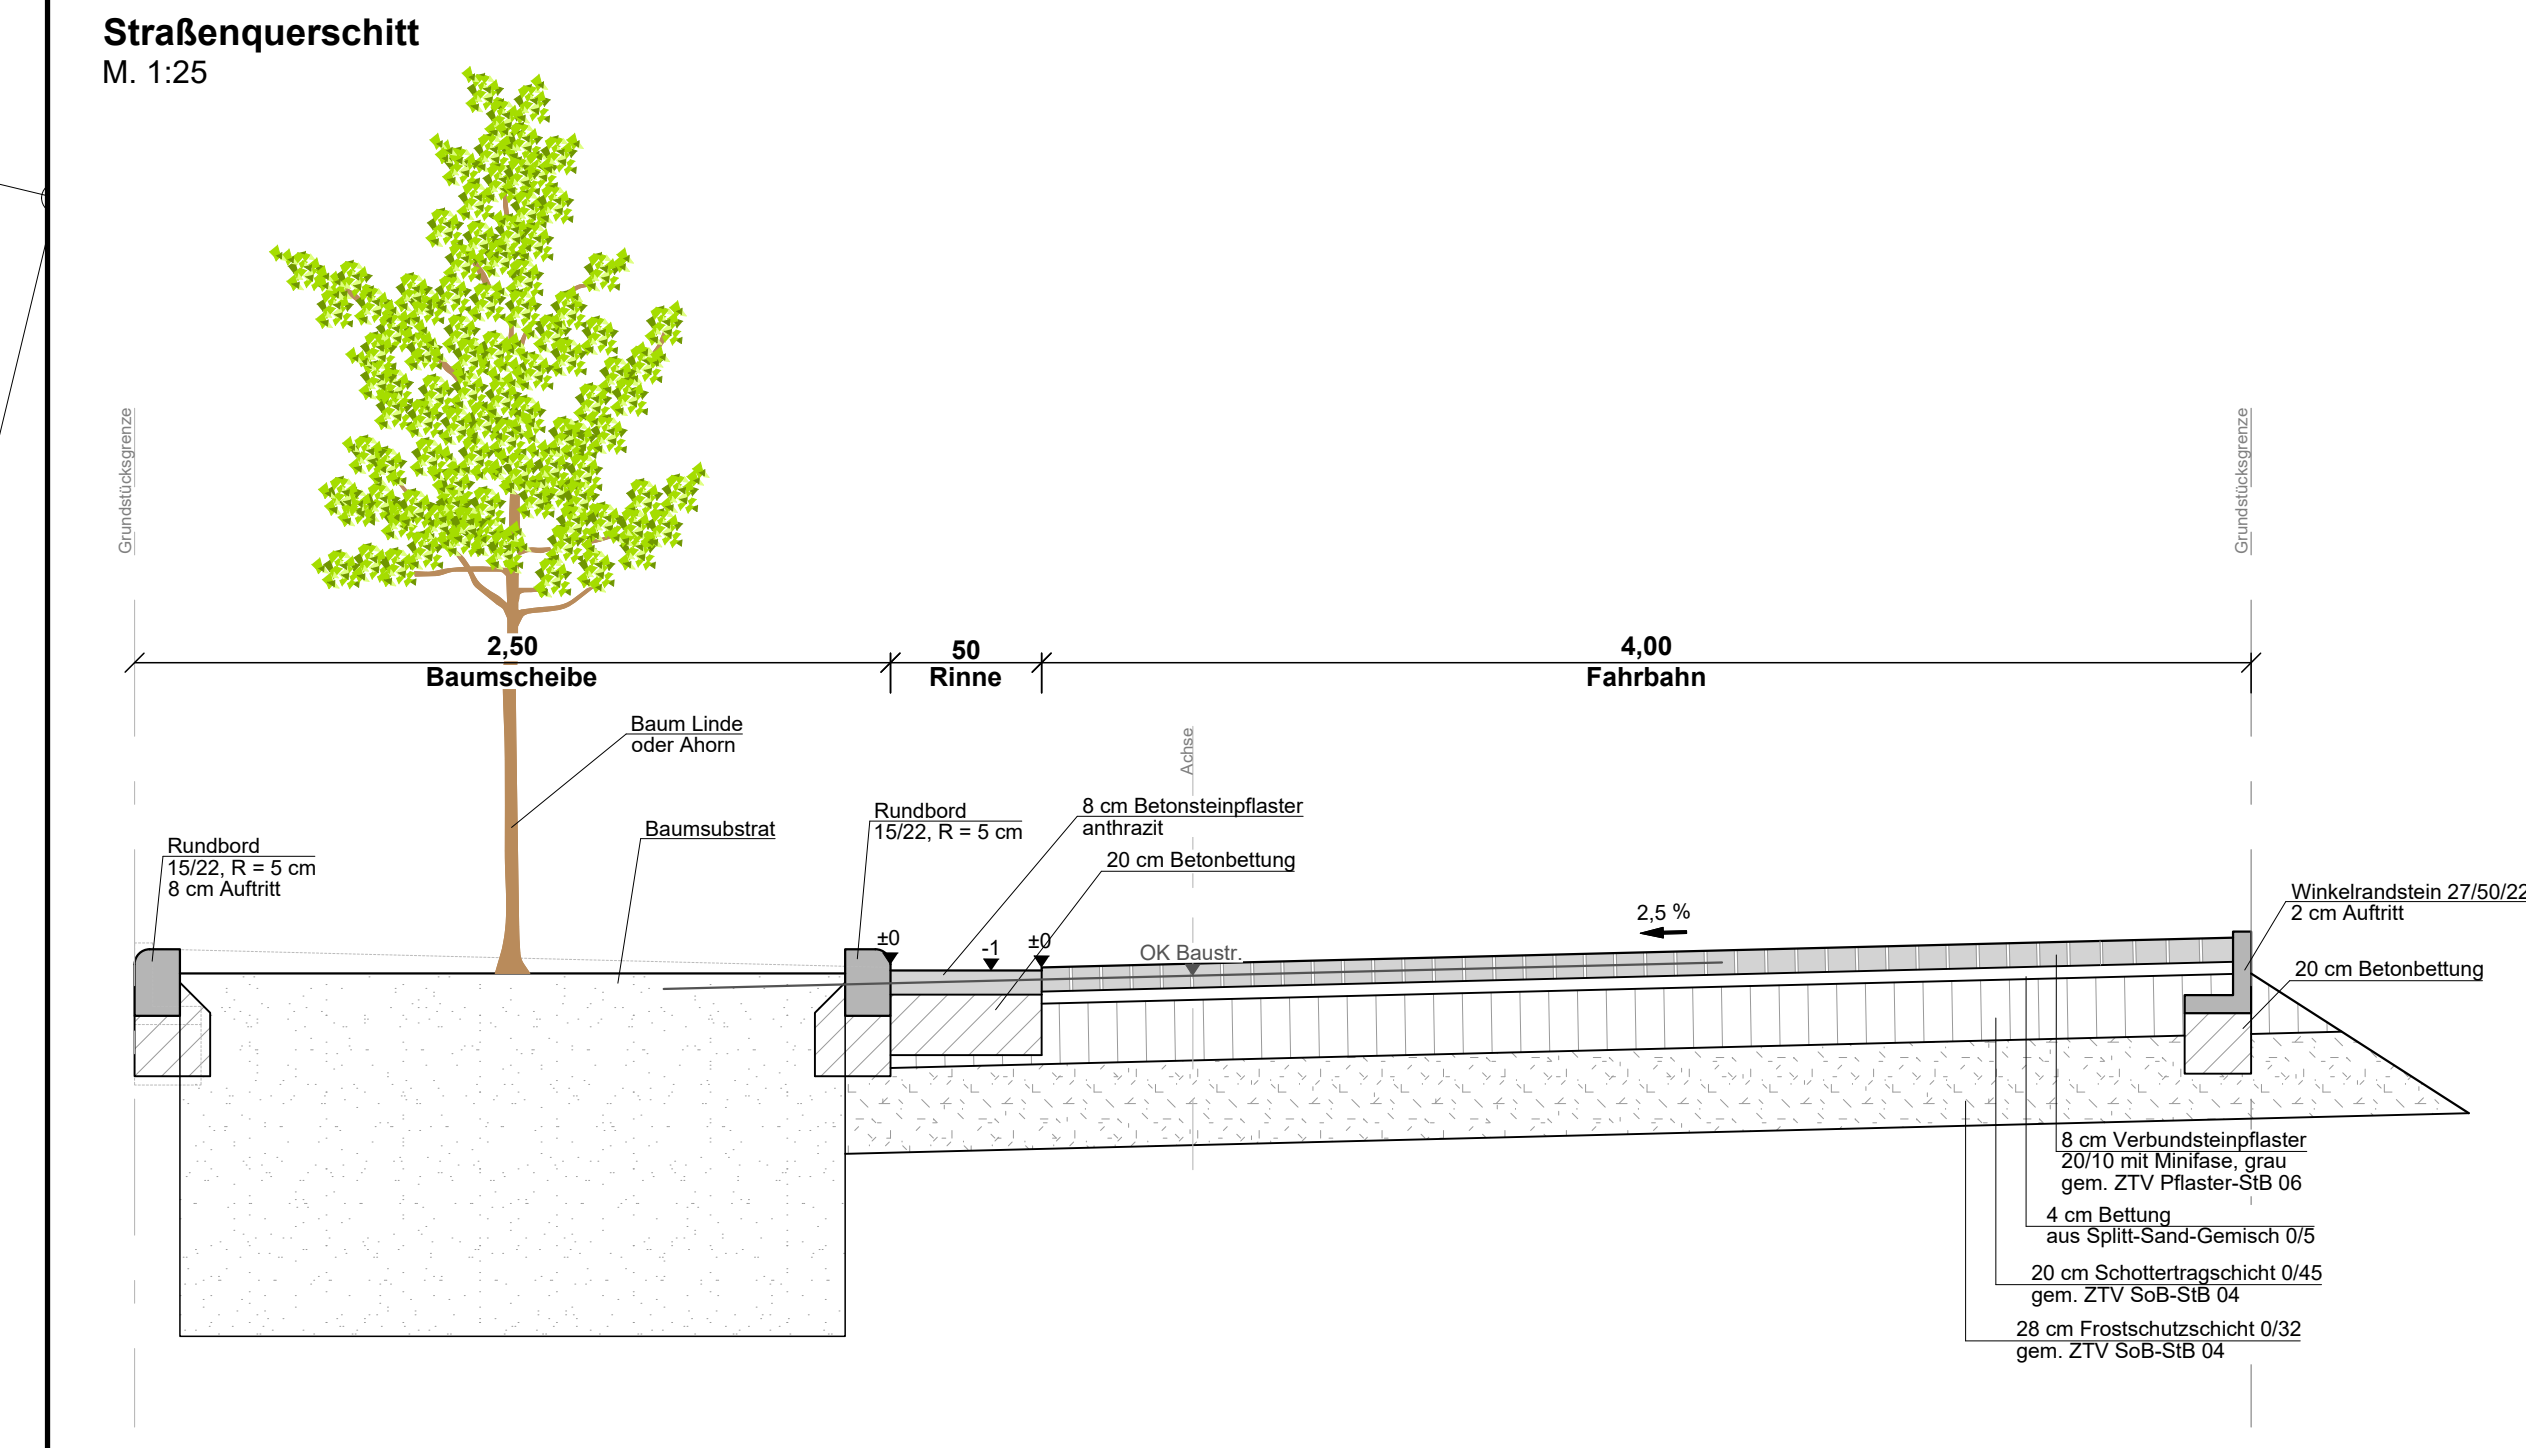 Straßenquerschitt
M. 1:25
Grundstücksgrenze
Grundstücksgrenze
2,50
Baumscheibe
50
Rinne
4,00
Fahrbahn
Baum Linde
oder Ahorn
Achse
Rundbord
15/22, R = 5 cm
8 cm Auftritt
Baumsubstrat
Rundbord
15/22, R = 5 cm
8 cm Betonsteinpflaster
anthrazit
20 cm Betonbettung
±0
-1
±0
OK Baustr.
2,5 %
Winkelrandstein 27/50/22
2 cm Auftritt
20 cm Betonbettung
8 cm Verbundsteinpflaster
20/10 mit Minifase, grau
gem. ZTV Pflaster-StB 06
4 cm Bettung
aus Splitt-Sand-Gemisch 0/5
20 cm Schottertragschicht 0/45
gem. ZTV SoB-StB 04
28 cm Frostschutzschicht 0/32
gem. ZTV SoB-StB 04